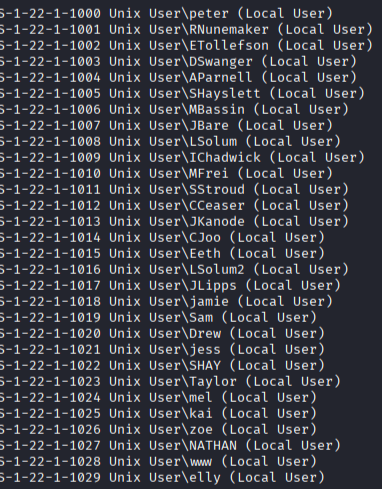 S-1-22-1-1000 Unix User\peter (Local User)
S-1-22-1-1001 Unix User\RNunemaker (Local User)
S-1-22-1-1002 Unix User\ETollefson (Local User)
S-1-22-1-1003 Unix User\DSwanger (Local User)
S-1-22-1-1004 Unix User\AParnell (Local User)
S-1-22-1-1005 Unix User\SHayslett (Local User)
S-1-22-1-1006 Unix User\MBassin (Local User)
S-1-22-1-1007 Unix User\JBare (Local User)
S-1-22-1-1008 Unix User\LSolum (Local User)
S-1-22-1-1009 Unix User\IChadwick (Local User)
S-1-22-1-1010 Unix User\MFrei (Local User)
S-1-22-1-1011 Unix User\SStroud (Local User)
S-1-22-1-1012 Unix User\CCeaser (Local User)
S-1-22-1-1013 Unix User\JKanode (Local User)
S-1-22-1-1014 Unix User\CJoo (Local User)
S-1-22-1-1015 Unix User\Eeth (Local User)
S-1-22-1-1016 Unix User\LSolum2 (Local User)
S-1-22-1-1017 Unix User\JLipps (Local User)
S-1-22-1-1018 Unix User\jamie (Local User)
S-1-22-1-1019 Unix User\Sam (Local User)
S-1-22-1-1020 Unix User\Drew (Local User)
S-1-22-1-1021 Unix User\jess (Local User)
S-1-22-1-1022 Unix User\SHAY (Local User)
S-1-22-1-1023 Unix User\Taylor (Local User)
S-1-22-1-1024 Unix User\mel (Local User)
S-1-22-1-1025 Unix User\kai (Local User)
S-1-22-1-1026 Unix User\zoe (Local User)
S-1-22-1-1027 Unix User\NATHAN (Local User)
S-1-22-1-1028 Unix User\www (Local User)
S-1-22-1-1029 Unix User\elly (Local User)